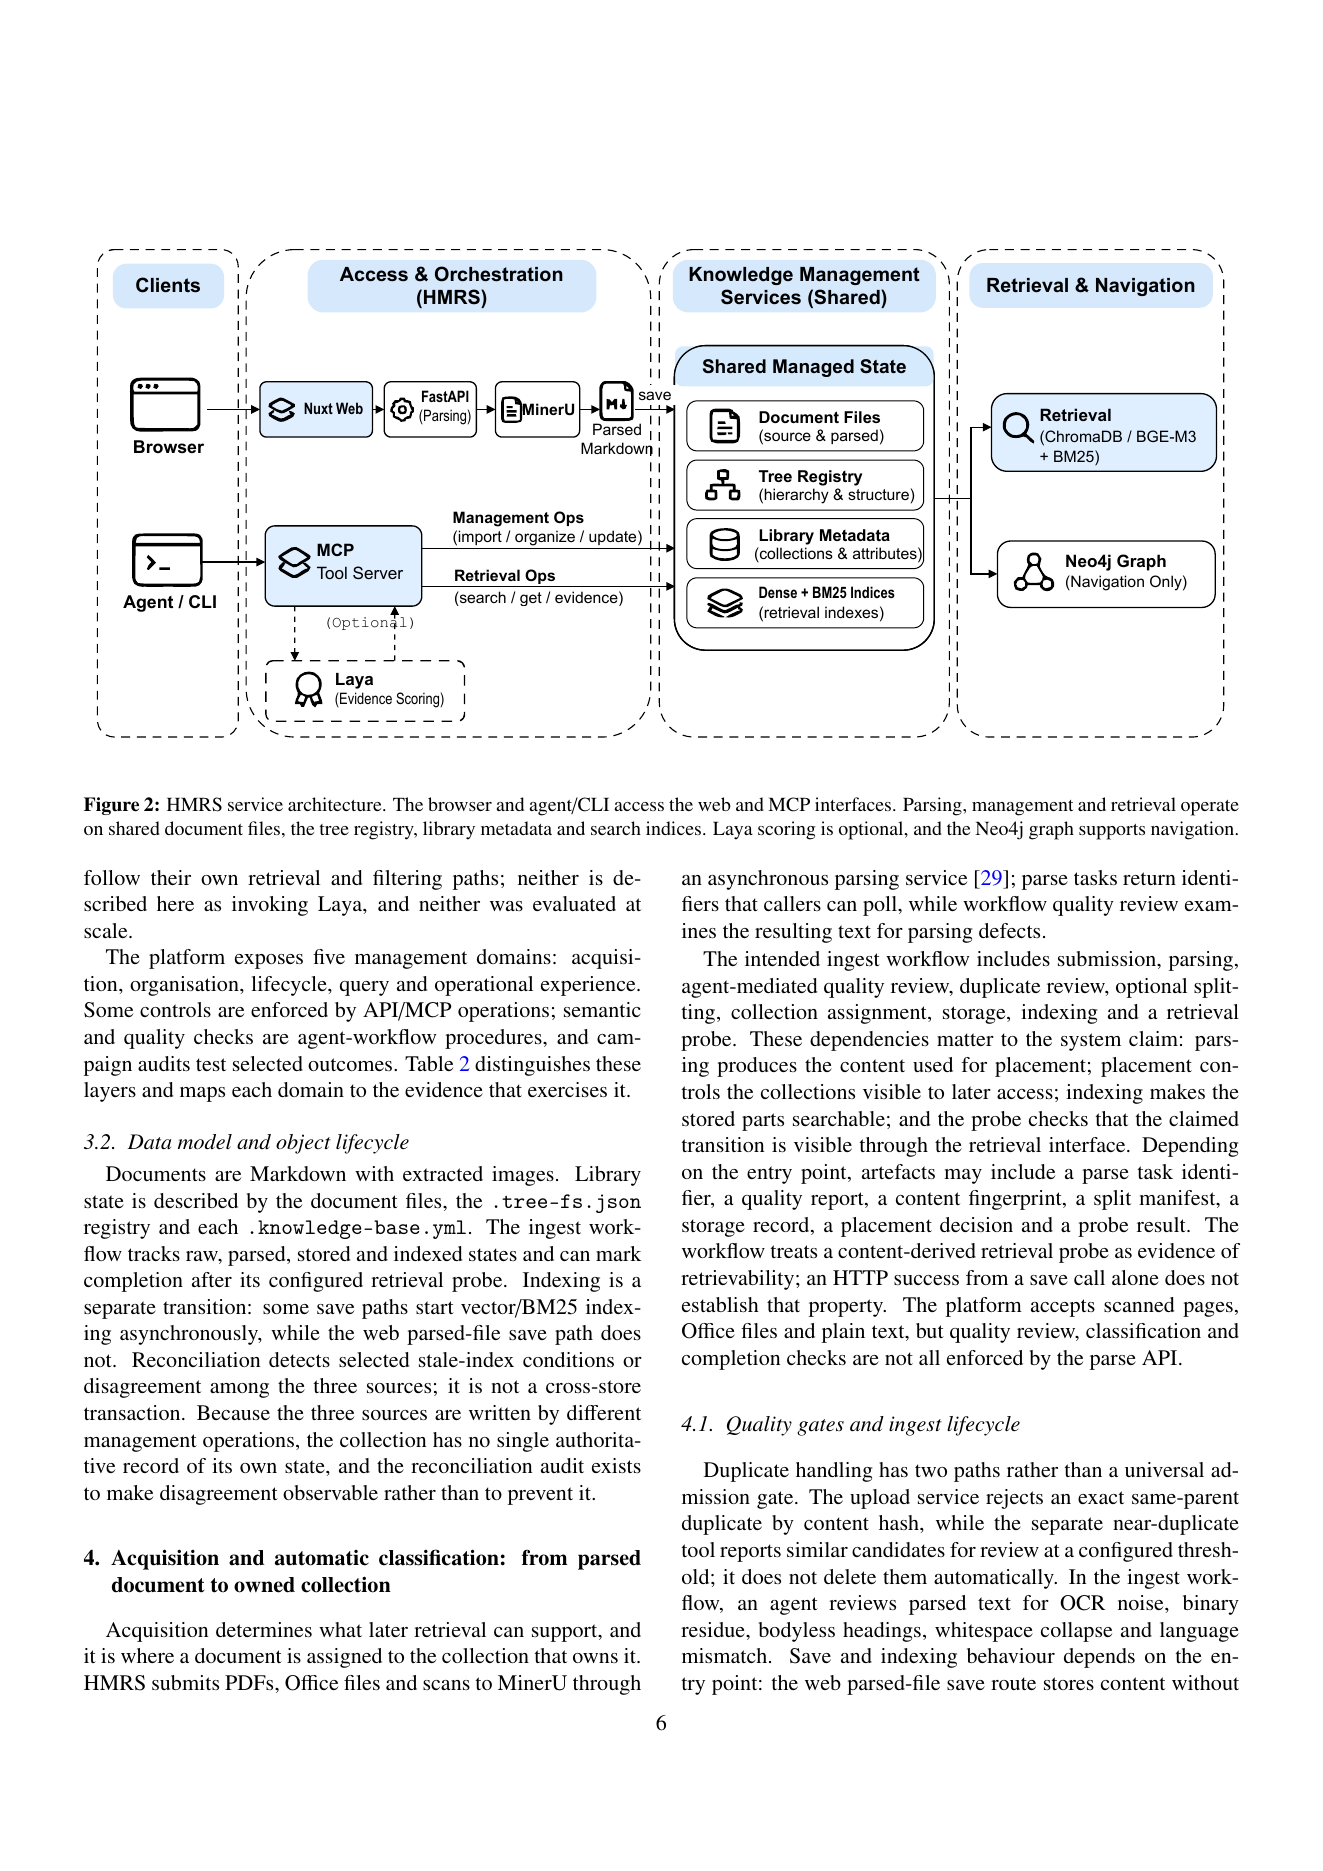 Clients
Access & Orchestration
(HMRS)
Knowledge Management
Services (Shared)
Retrieval & Navigation
Browser
Nuxt Web
FastAPI
(Parsing)
MinerU
M↓
Parsed
Markdown
save
Agent / CLI
MCP
Tool Server
Management Ops
(import / organize / update)
Retrieval Ops
(search / get / evidence)
(Optional)
Laya
(Evidence Scoring)
Shared Managed State
Document Files
(source & parsed)
Tree Registry
(hierarchy & structure)
Library Metadata
(collections & attributes)
Dense + BM25 Indices
(retrieval indexes)
Retrieval
(ChromaDB / BGE-M3
+ BM25)
Neo4j Graph
(Navigation Only)
Figure 2: HMRS service architecture. The browser and agent/CLI access the web and MCP interfaces. Parsing, management and retrieval operate
on shared document files, the tree registry, library metadata and search indices. Laya scoring is optional, and the Neo4j graph supports navigation.
follow their own retrieval and filtering paths; neither is de-
scribed here as invoking Laya, and neither was evaluated at
scale.
The platform exposes five management domains: acquisi-
tion, organisation, lifecycle, query and operational experience.
Some controls are enforced by API/MCP operations; semantic
and quality checks are agent-workflow procedures, and cam-
paign audits test selected outcomes. Table 2 distinguishes these
layers and maps each domain to the evidence that exercises it.
3.2. Data model and object lifecycle
Documents are Markdown with extracted images. Library
state is described by the document files, the .tree-fs.json
registry and each .knowledge-base.yml. The ingest work-
flow tracks raw, parsed, stored and indexed states and can mark
completion after its configured retrieval probe. Indexing is a
separate transition: some save paths start vector/BM25 index-
ing asynchronously, while the web parsed-file save path does
not. Reconciliation detects selected stale-index conditions or
disagreement among the three sources; it is not a cross-store
transaction. Because the three sources are written by different
management operations, the collection has no single authorita-
tive record of its own state, and the reconciliation audit exists
to make disagreement observable rather than to prevent it.
4. Acquisition and automatic classification: from parsed
document to owned collection
Acquisition determines what later retrieval can support, and
it is where a document is assigned to the collection that owns it.
HMRS submits PDFs, Office files and scans to MinerU through
an asynchronous parsing service [29]; parse tasks return identi-
fiers that callers can poll, while workflow quality review exam-
ines the resulting text for parsing defects.
The intended ingest workflow includes submission, parsing,
agent-mediated quality review, duplicate review, optional split-
ting, collection assignment, storage, indexing and a retrieval
probe. These dependencies matter to the system claim: pars-
ing produces the content used for placement; placement con-
trols the collections visible to later access; indexing makes the
stored parts searchable; and the probe checks that the claimed
transition is visible through the retrieval interface. Depending
on the entry point, artefacts may include a parse task identi-
fier, a quality report, a content fingerprint, a split manifest, a
storage record, a placement decision and a probe result. The
workflow treats a content-derived retrieval probe as evidence of
retrievability; an HTTP success from a save call alone does not
establish that property. The platform accepts scanned pages,
Office files and plain text, but quality review, classification and
completion checks are not all enforced by the parse API.
4.1. Quality gates and ingest lifecycle
Duplicate handling has two paths rather than a universal ad-
mission gate. The upload service rejects an exact same-parent
duplicate by content hash, while the separate near-duplicate
tool reports similar candidates for review at a configured thresh-
old; it does not delete them automatically. In the ingest work-
flow, an agent reviews parsed text for OCR noise, binary
residue, bodyless headings, whitespace collapse and language
mismatch. Save and indexing behaviour depends on the en-
try point: the web parsed-file save route stores content without
6